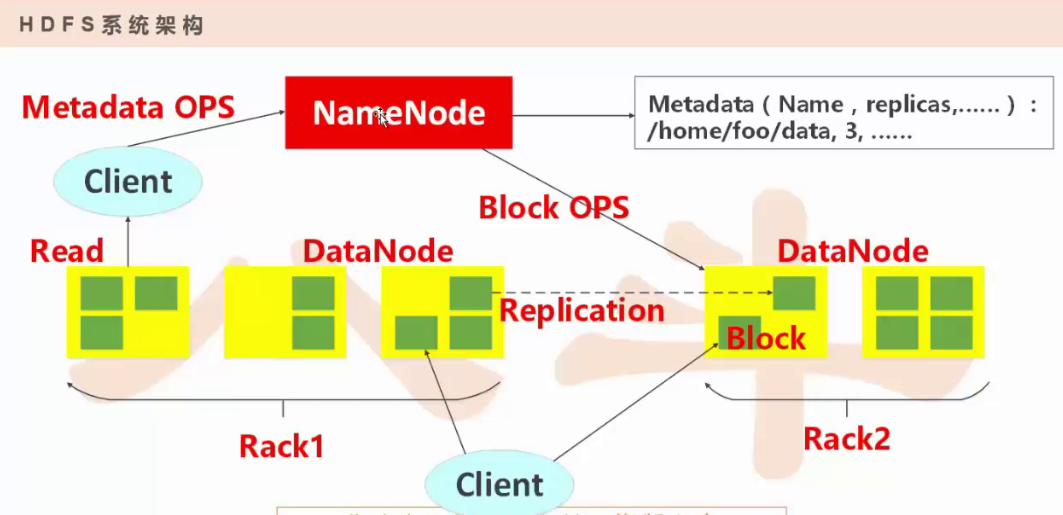 HDFS系统架构
Metadata OPS
NameNode
Metadata（Name，replicas,......）：
/home/foo/data, 3, ......
Client
Block OPS
Read
DataNode
DataNode
Replication
Block
Rack1
Rack2
Client